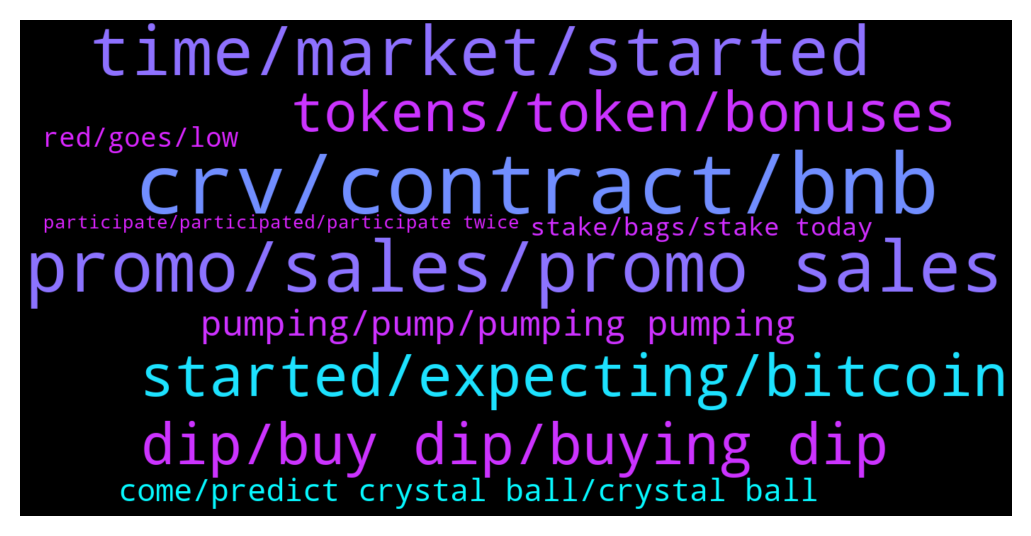 time/market/started
tokens/token/bonuses
red/goes/low
crv/contract/bnb
participate/participated/participate twice
stake/bags/stake today
promo/sales/promo sales
pumping/pump/pumping pumping
started/expecting/bitcoin
dip/buy dip/buying dip
come/predict crystal ball/crystal ball